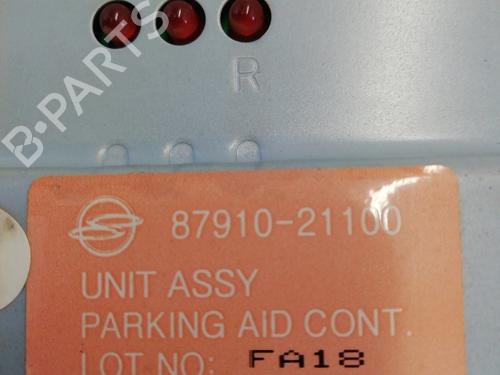 R
B-PARTS
87910-21100
UNIT ASSY
PARKING AID CONT.
LOT NO: FA18